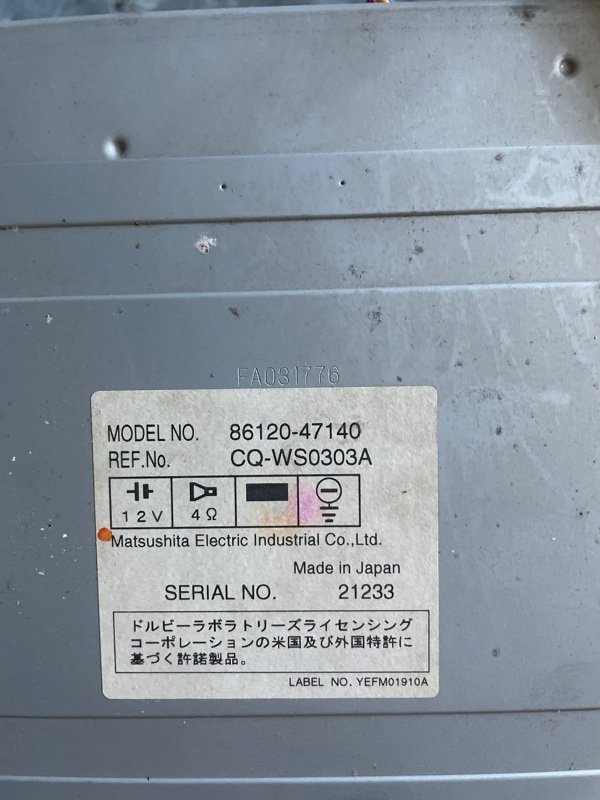 FA031776
MODEL NO. 86120-47140
REF.No. CQ-WS0303A
12V 4Ω
Matsushita Electric Industrial Co.,Ltd.
Made in Japan
SERIAL NO. 21233
ドルビーラボラトリーズライセンシング
コーポレーションの米国及び外国特許に
基づく許諾製品。
LABEL NO. YEFM01910A